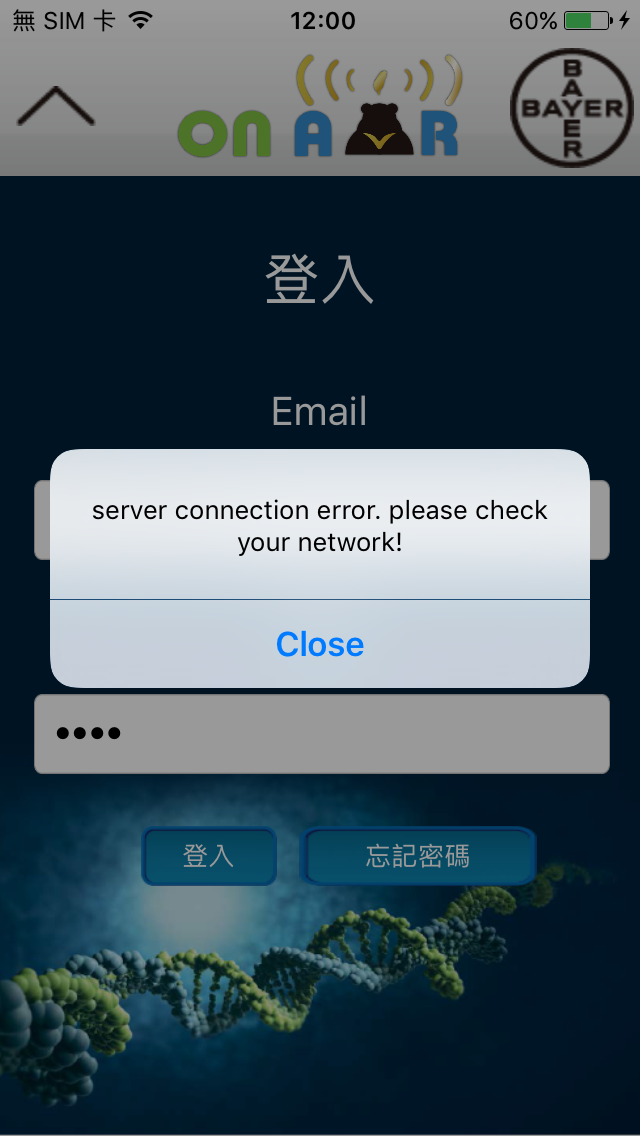 無 SIM 卡 12:00 60%
ON AIR
BAYER
BAYER
登入
Email
server connection error. please check
your network!
Close
••••
登入 忘記密碼